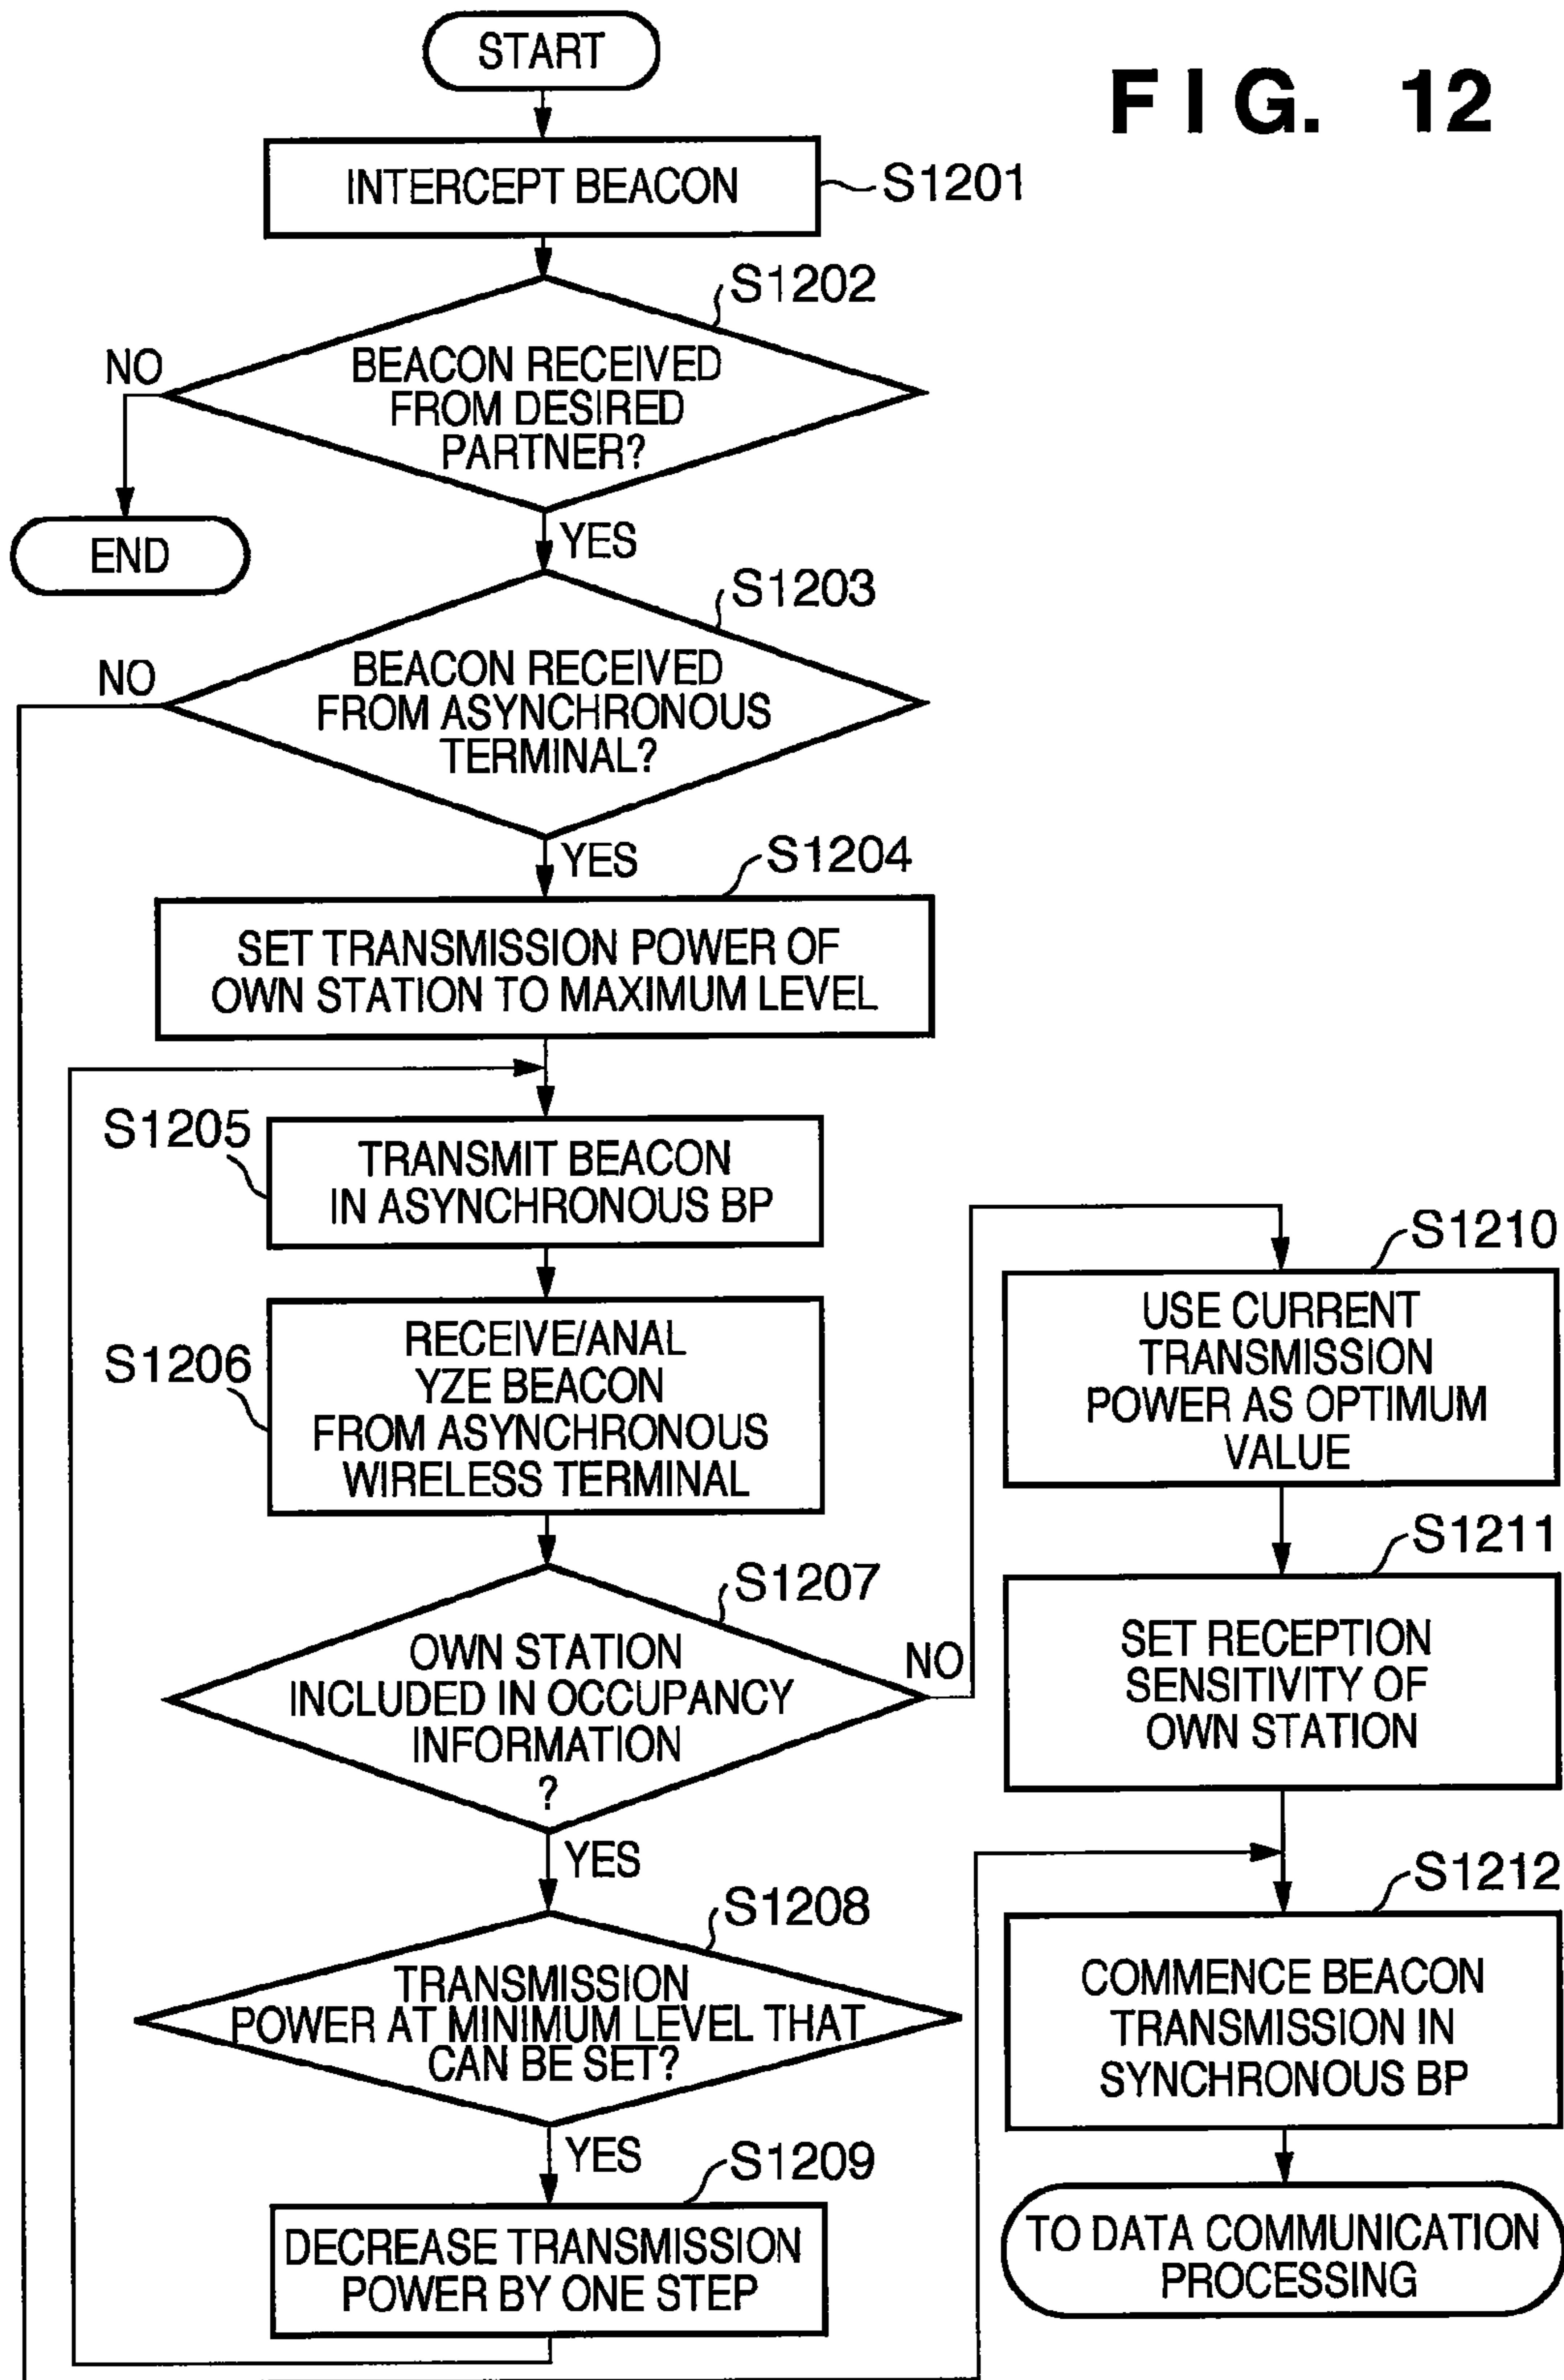 FIG. 12
START
INTERCEPT BEACON
S1201
S1202
BEACON RECEIVED
FROM DESIRED
PARTNER?
NO
END
YES
S1203
BEACON RECEIVED
FROM ASYNCHRONOUS
TERMINAL?
NO
YES
S1204
SET TRANSMISSION POWER OF
OWN STATION TO MAXIMUM LEVEL
S1205
TRANSMIT BEACON
IN ASYNCHRONOUS BP
S1206
RECEIVE/ANAL
YZE BEACON
FROM ASYNCHRONOUS
WIRELESS TERMINAL
S1207
OWN STATION
INCLUDED IN OCCUPANCY
INFORMATION
?
NO
YES
S1208
TRANSMISSION
POWER AT MINIMUM LEVEL THAT
CAN BE SET?
YES
S1209
DECREASE TRANSMISSION
POWER BY ONE STEP
S1210
USE CURRENT
TRANSMISSION
POWER AS OPTIMUM
VALUE
S1211
SET RECEPTION
SENSITIVITY OF
OWN STATION
S1212
COMMENCE BEACON
TRANSMISSION IN
SYNCHRONOUS BP
TO DATA COMMUNICATION
PROCESSING